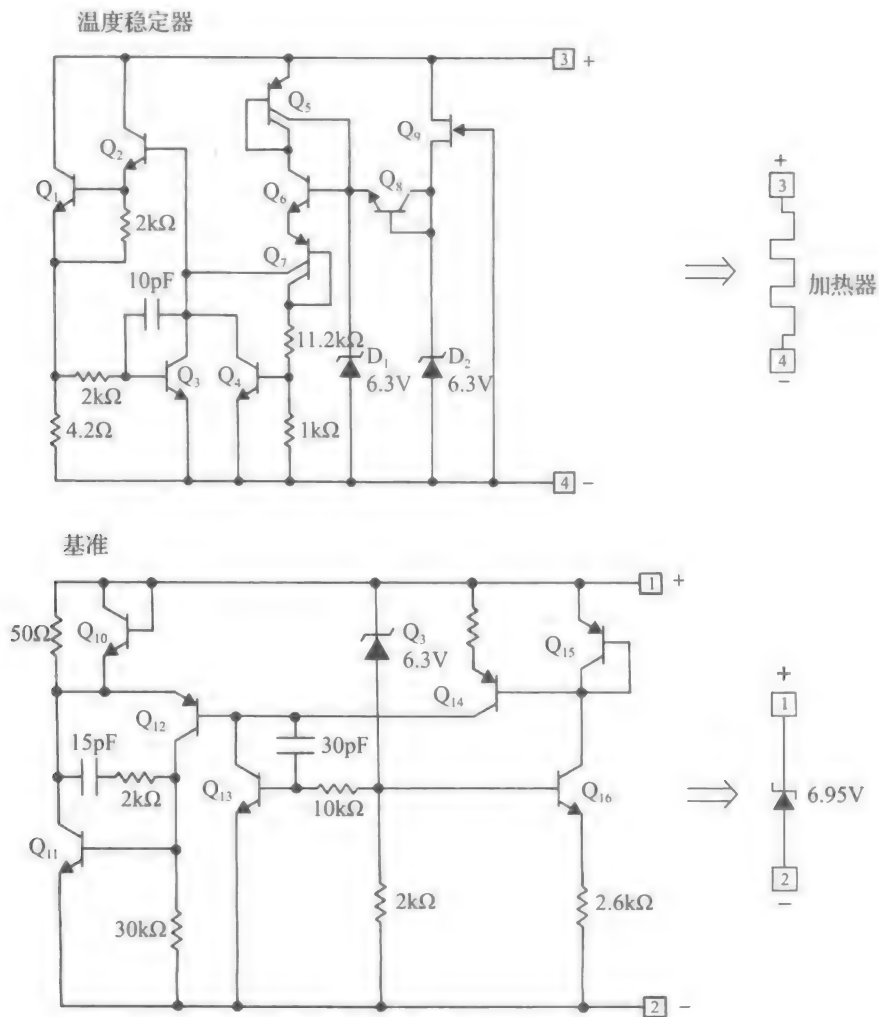 温度稳定器
3 +
Q5
Q9
Q2
Q8
3 +
Q1
Q6
2kΩ
Q7
加热器
10pF
11.2kΩ
D1
6.3V
D2
6.3V
4 -
2kΩ
Q3
Q4
4.2Ω
1kΩ
4 -
基准
1 +
50Ω
Q10
Q3
6.3V
Q15
Q14
+
1
Q12
15pF
30pF
2kΩ
Q13
10kΩ
Q16
6.95V
Q11
2
-
30kΩ
2kΩ
2.6kΩ
2 -